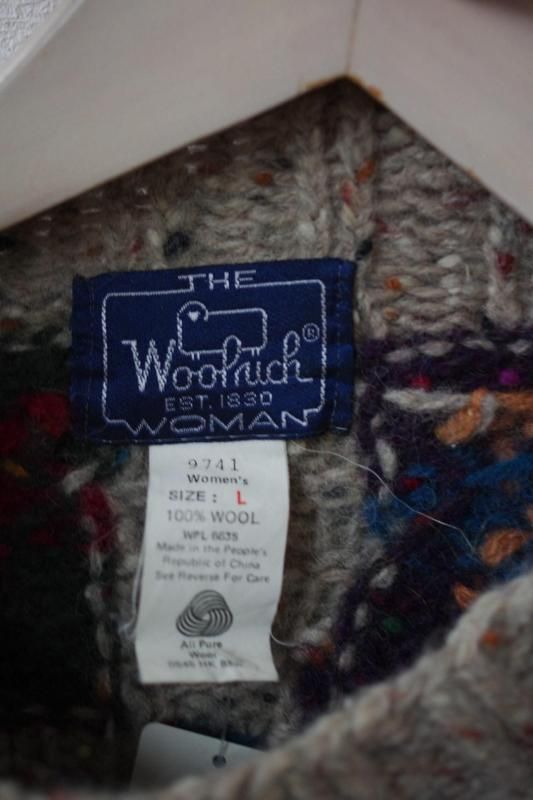 THE
Woolrich®
EST. 1830
WOMAN
9741
Women's
SIZE: L
100% WOOL
WPL 6635
Made in the People's
Republic of China
See Reverse For Care
All Pure
Wool